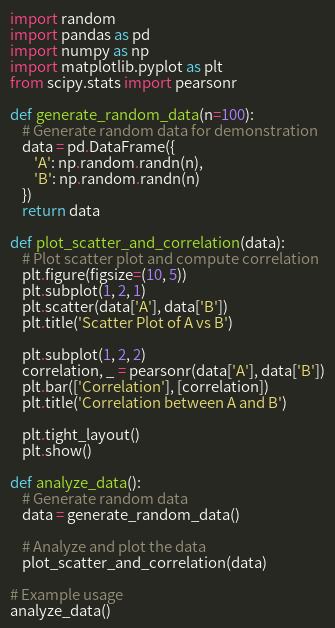 import random
import pandas as pd
import numpy as np
import matplotlib.pyplot as plt
from scipy.stats import pearsonr

def generate_random_data(n=100):
    # Generate random data for demonstration
    data = pd.DataFrame({
        'A': np.random.randn(n),
        'B': np.random.randn(n)
    })
    return data

def plot_scatter_and_correlation(data):
    # Plot scatter plot and compute correlation
    plt.figure(figsize=(10, 5))
    plt.subplot(1, 2, 1)
    plt.scatter(data['A'], data['B'])
    plt.title('Scatter Plot of A vs B')

    plt.subplot(1, 2, 2)
    correlation, _ = pearsonr(data['A'], data['B'])
    plt.bar(['Correlation'], [correlation])
    plt.title('Correlation between A and B')

    plt.tight_layout()
    plt.show()

def analyze_data():
    # Generate random data
    data = generate_random_data()

    # Analyze and plot the data
    plot_scatter_and_correlation(data)

# Example usage
analyze_data()